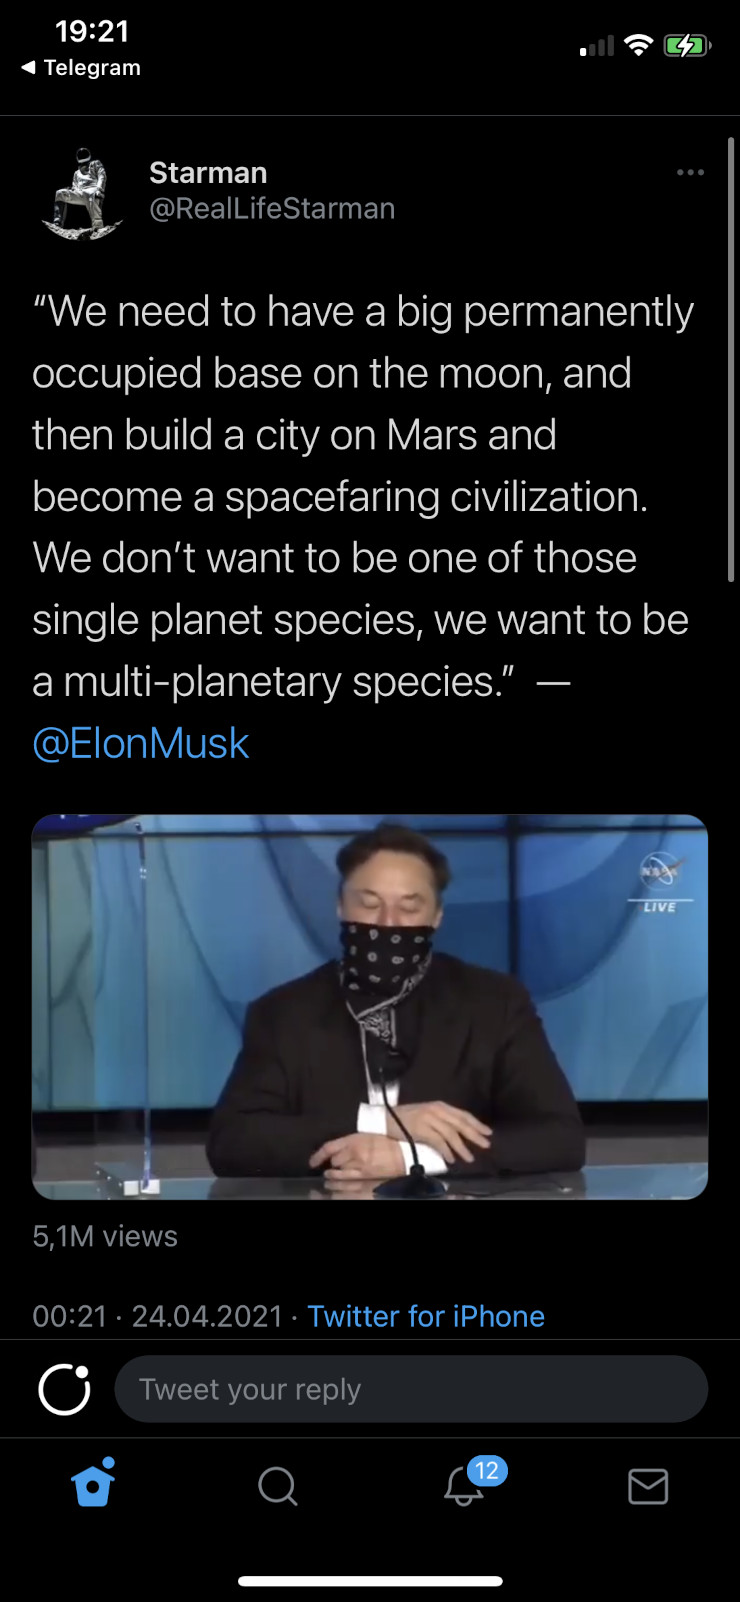 19:21
◀ Telegram
Starman
@RealLifeStarman
“We need to have a big permanently
occupied base on the moon, and
then build a city on Mars and
become a spacefaring civilization.
We don’t want to be one of those
single planet species, we want to be
a multi-planetary species.” —
@ElonMusk
NASA
LIVE
5,1M views
00:21 · 24.04.2021 · Twitter for iPhone
Tweet your reply
12